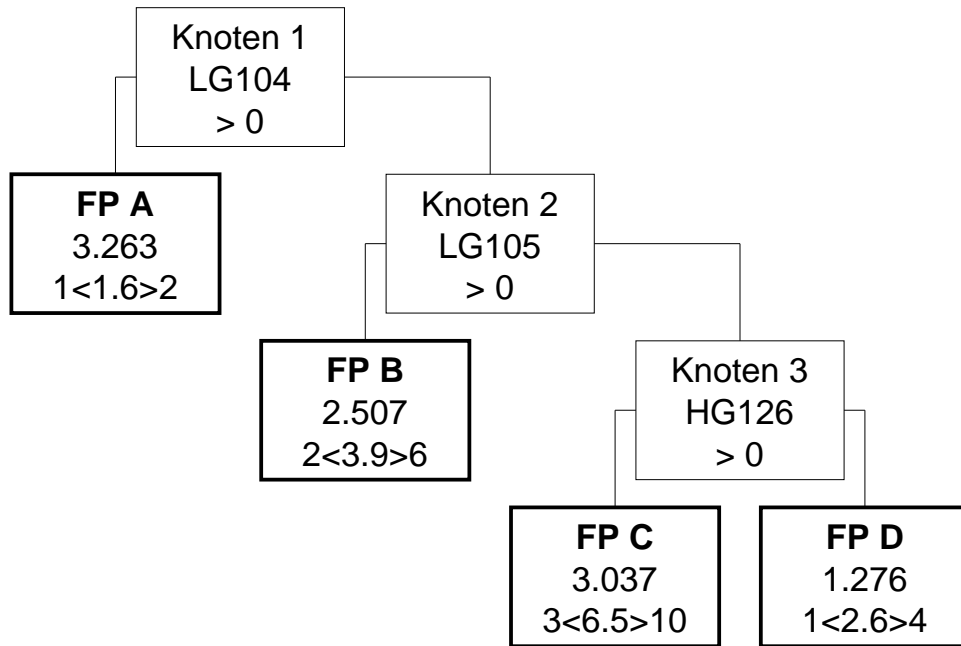 Knoten 1
LG104
> 0
FP A
3.263
1<1.6>2
Knoten 2
LG105
> 0
FP B
2.507
2<3.9>6
Knoten 3
HG126
> 0
FP C
3.037
3<6.5>10
FP D
1.276
1<2.6>4